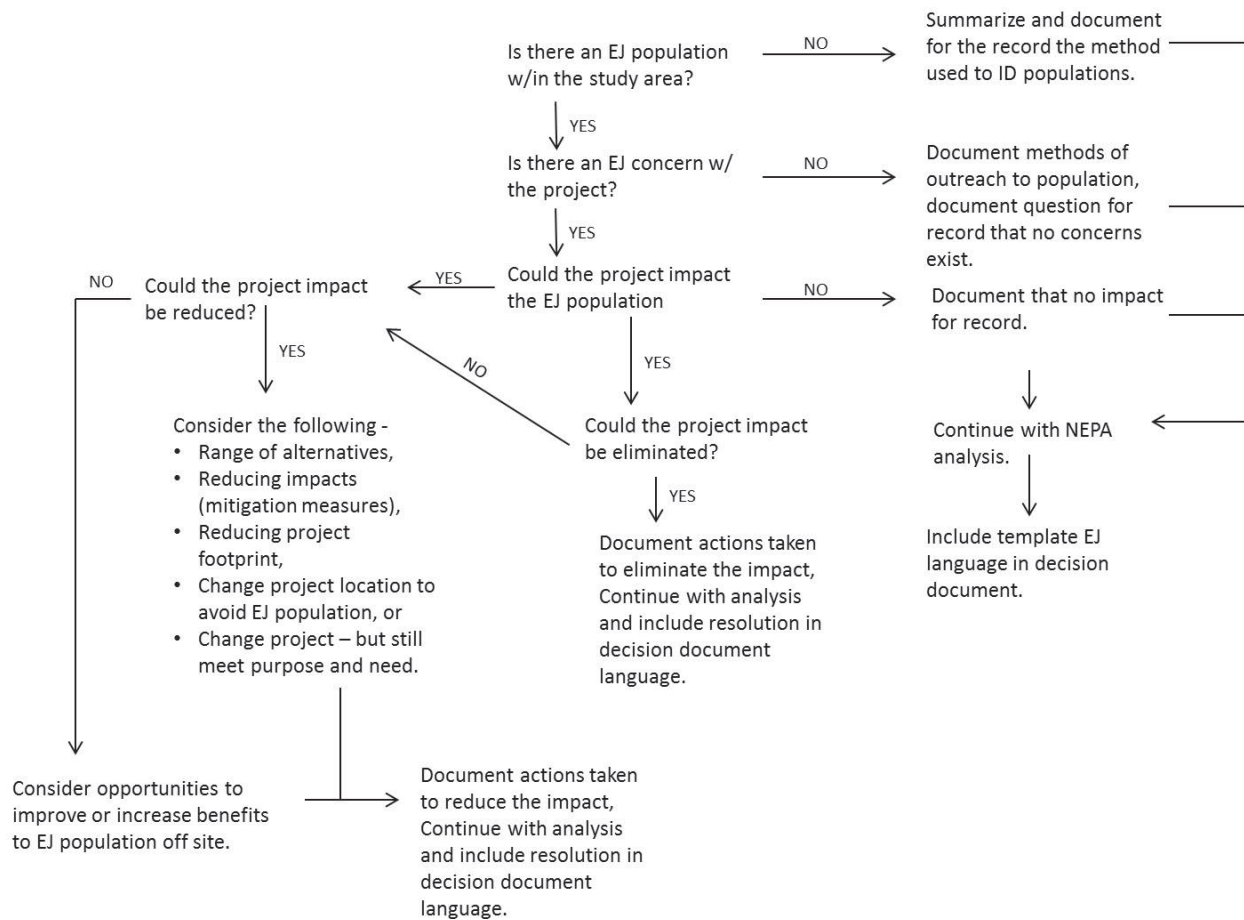 Is there an EJ population
w/in the study area?
NO
Summarize and document
for the record the method
used to ID populations.
YES
Is there an EJ concern w/
the project?
NO
Document methods of
outreach to population,
document question for
record that no concerns
exist.
YES
Could the project impact
the EJ population
NO
Document that no impact
for record.
YES
Could the project impact
be reduced?
NO
YES
YES
NO
Consider the following -
• Range of alternatives,
• Reducing impacts
(mitigation measures),
• Reducing project
footprint,
• Change project location to
avoid EJ population, or
• Change project – but still
meet purpose and need.
Could the project impact
be eliminated?
YES
Document actions taken
to eliminate the impact,
Continue with analysis
and include resolution in
decision document
language.
Continue with NEPA
analysis.
Include template EJ
language in decision
document.
Consider opportunities to
improve or increase benefits
to EJ population off site.
Document actions taken
to reduce the impact,
Continue with analysis
and include resolution in
decision document
language.